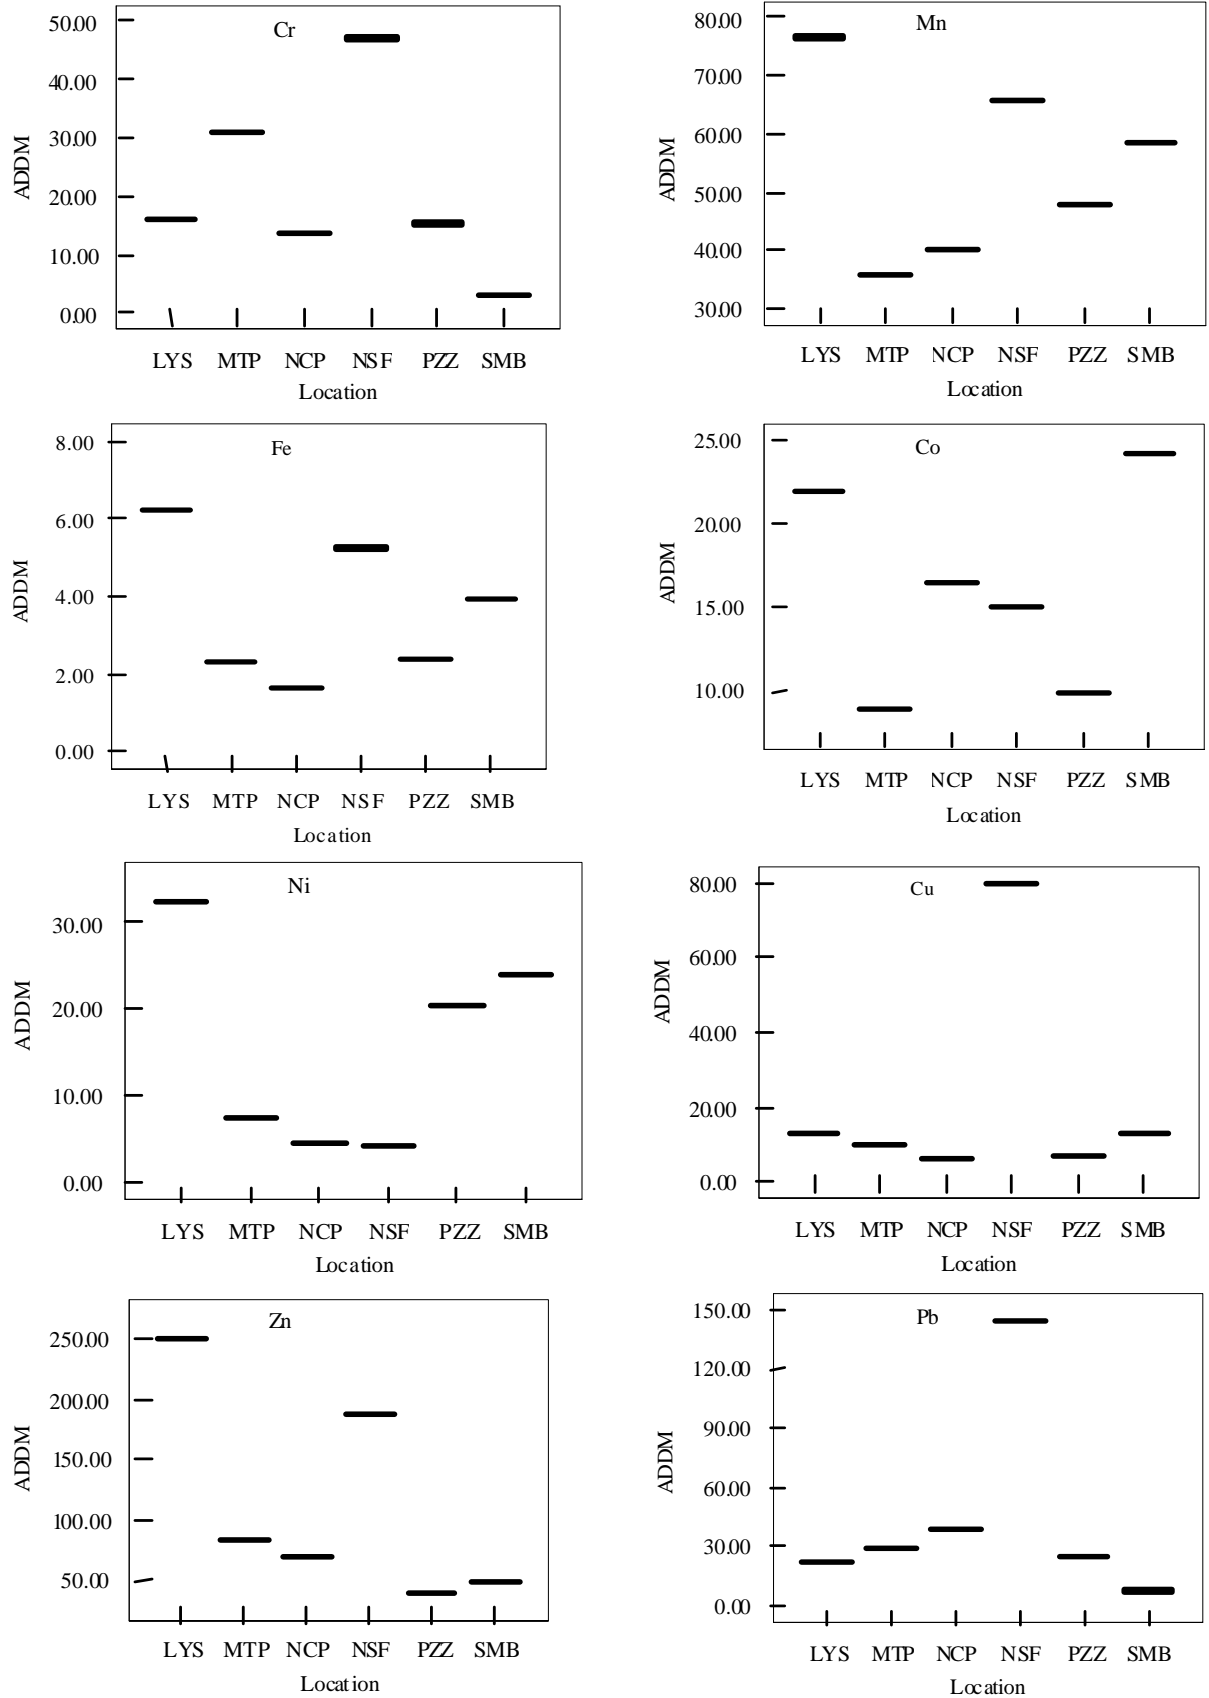 Cr
50.00
40.00
30.00
20.00
10.00
0.00
ADDM
LYS MTP NCP NSF PZZ SMB
Location
Mn
80.00
70.00
60.00
50.00
40.00
30.00
ADDM
LYS MTP NCP NSF PZZ SMB
Location
Fe
8.00
6.00
4.00
2.00
0.00
ADDM
LYS MTP NCP NSF PZZ SMB
Location
Co
25.00
20.00
15.00
10.00
ADDM
LYS MTP NCP NSF PZZ SMB
Location
Ni
30.00
20.00
10.00
0.00
ADDM
LYS MTP NCP NSF PZZ SMB
Location
Cu
80.00
60.00
40.00
20.00
0.00
ADDM
LYS MTP NCP NSF PZZ SMB
Location
Zn
250.00
200.00
150.00
100.00
50.00
ADDM
LYS MTP NCP NSF PZZ SMB
Location
Pb
150.00
120.00
90.00
60.00
30.00
0.00
ADDM
LYS MTP NCP NSF PZZ SMB
Location